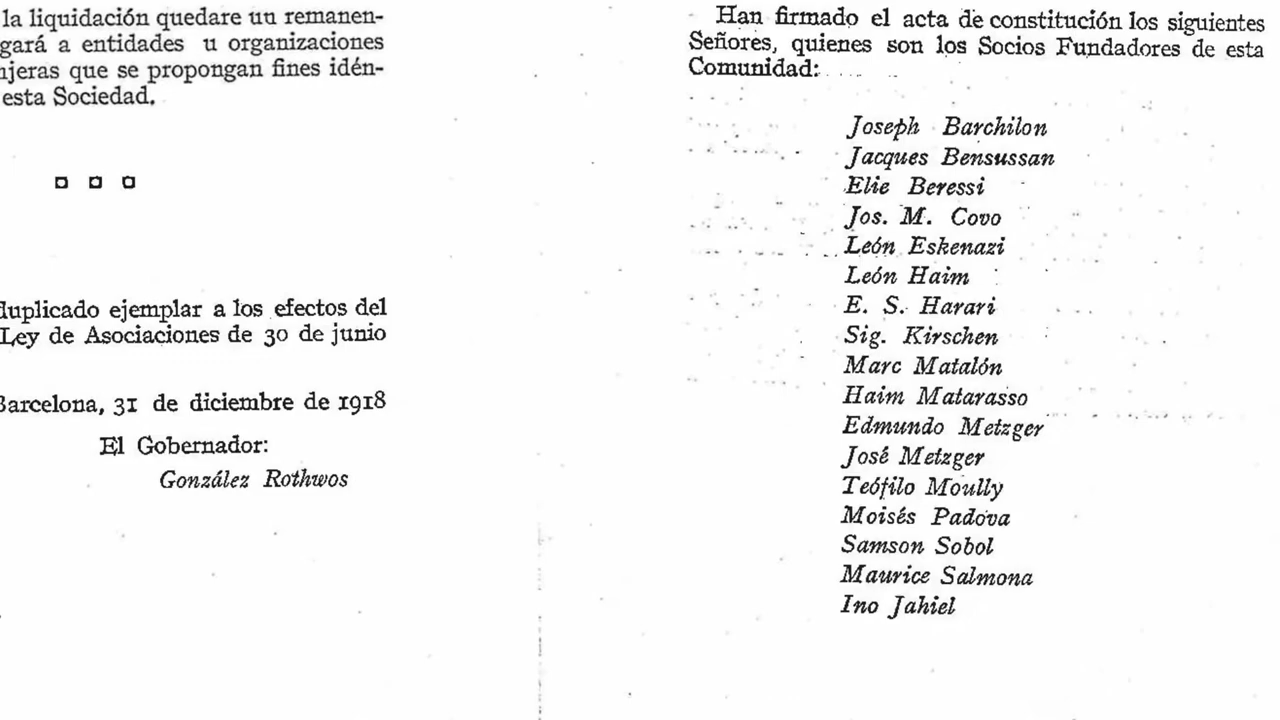 la liquidación quedare un remanen-
gará a entidades u organizaciones
njeras que se propongan fines idén-
esta Sociedad.
duplicado ejemplar a los efectos del
Ley de Asociaciones de 30 de junio
Barcelona, 31 de diciembre de 1918
El Gobernador:
González Rothwos
Han firmado el acta de constitución los siguientes
Señores, quienes son los Socios Fundadores de esta
Comunidad:
Joseph Barchilon
Jacques Bensussan
Elie Beressi
Jos. M. Covo
León Eskenazi
León Haim
E. S. Harari
Sig. Kirschen
Marc Matalón
Haim Matarasso
Edmundo Metzger
José Metzger
Teófilo Moully
Moisés Padova
Samson Sobol
Maurice Salmona
Ino Jahiel